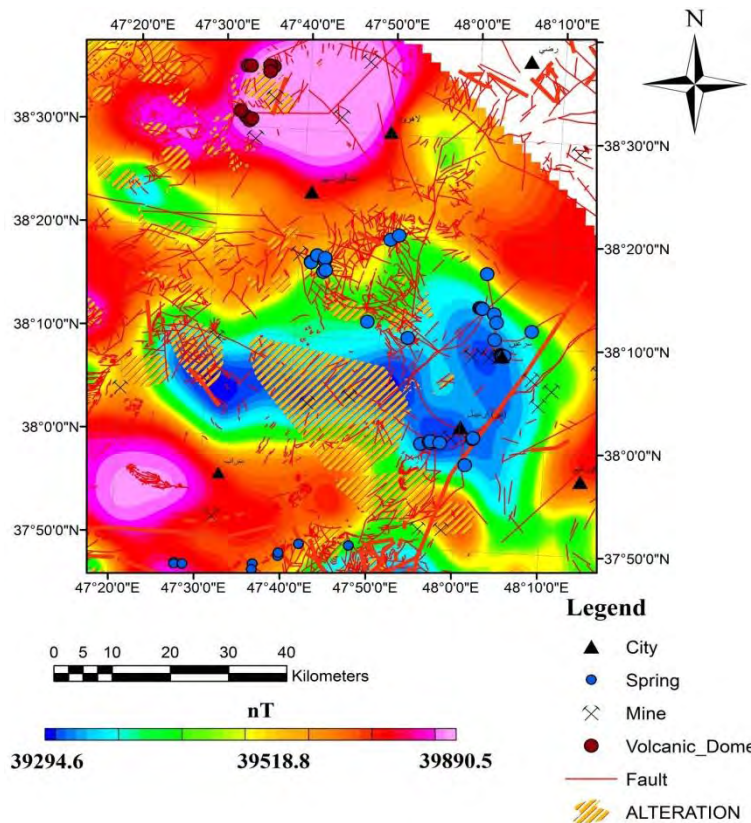 47°20'0"E 47°30'0"E 47°40'0"E 47°50'0"E 48°0'0"E 48°10'0"E
N
رضی
38°30'0"N
لاهرود
38°30'0"N
38°20'0"N
38°20'0"N
38°10'0"N
38°10'0"N
38°0'0"N
38°0'0"N
سراب
37°50'0"N
37°50'0"N
47°20'0"E 47°30'0"E 47°40'0"E 47°50'0"E 48°0'0"E 48°10'0"E
Legend
City
Spring
Mine
Volcanic_Dome
Fault
ALTERATION
0 5 10 20 30 40
Kilometers
nT
39294.6 39518.8 39890.5